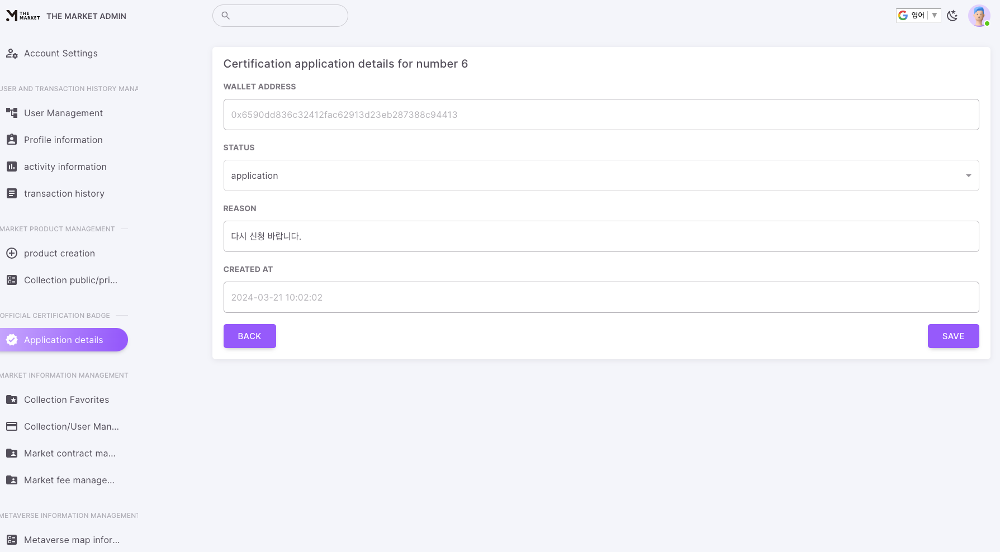 THE MARKET
THE MARKET ADMIN
영어
▼
Account Settings
USER AND TRANSACTION HISTORY MANA
User Management
Profile information
activity information
transaction history
MARKET PRODUCT MANAGEMENT
product creation
Collection public/pri...
OFFICIAL CERTIFICATION BADGE
Application details
MARKET INFORMATION MANAGEMENT
Collection Favorites
Collection/User Man...
Market contract ma...
Market fee manage...
METAVERSE INFORMATION MANAGEMENT
Metaverse map infor...
Certification application details for number 6
WALLET ADDRESS
0x6590dd836c32412fac62913d23eb287388c94413
STATUS
application
REASON
다시 신청 바랍니다.
CREATED AT
2024-03-21 10:02:02
BACK
SAVE